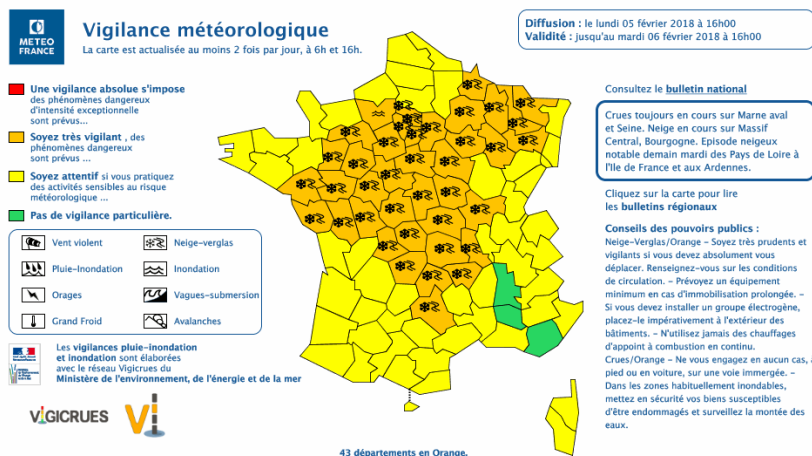 METEO
FRANCE
Vigilance météorologique
La carte est actualisée au moins 2 fois par jour, à 6h et 16h.
Diffusion : le lundi 05 février 2018 à 16h00
Validité : jusqu'au mardi 06 février 2018 à 16h00
Une vigilance absolue s'impose
des phénomènes dangereux
d'intensité exceptionnelle
sont prévus...
Soyez très vigilant , des
phénomènes dangereux
sont prévus ...
Soyez attentif si vous pratiquez
des activités sensibles au risque
météorologique ...
Pas de vigilance particulière.
Vent violent
Neige-verglas
Pluie-Inondation
Inondation
Orages
Vagues-submersion
Grand Froid
Avalanches
Les vigilances pluie-inondation
et inondation sont élaborées
avec le réseau Vigicrues du
Ministère de l'environnement, de l'énergie et de la mer
VIGICRUES
Vi
43 départements en Orange.
Consultez le bulletin national
Crues toujours en cours sur Marne aval
et Seine. Neige en cours sur Massif
Central, Bourgogne. Episode neigeux
notable demain mardi des Pays de Loire à
l'Ile de France et aux Ardennes.
Cliquez sur la carte pour lire
les bulletins régionaux
Conseils des pouvoirs publics :
Neige-Verglas/Orange - Soyez très prudents et
vigilants si vous devez absolument vous
déplacer. Renseignez-vous sur les conditions
de circulation. - Prévoyez un équipement
minimum en cas d'immobilisation prolongée. -
Si vous devez installer un groupe électrogène,
placez-le impérativement à l'extérieur des
bâtiments. - N'utilisez jamais des chauffages
d'appoint à combustion en continu.
Crues/Orange - Ne vous engagez en aucun cas, à
pied ou en voiture, sur une voie immergée. -
Dans les zones habituellement inondables,
mettez en sécurité vos biens susceptibles
d'être endommagés et surveillez la montée des
eaux.